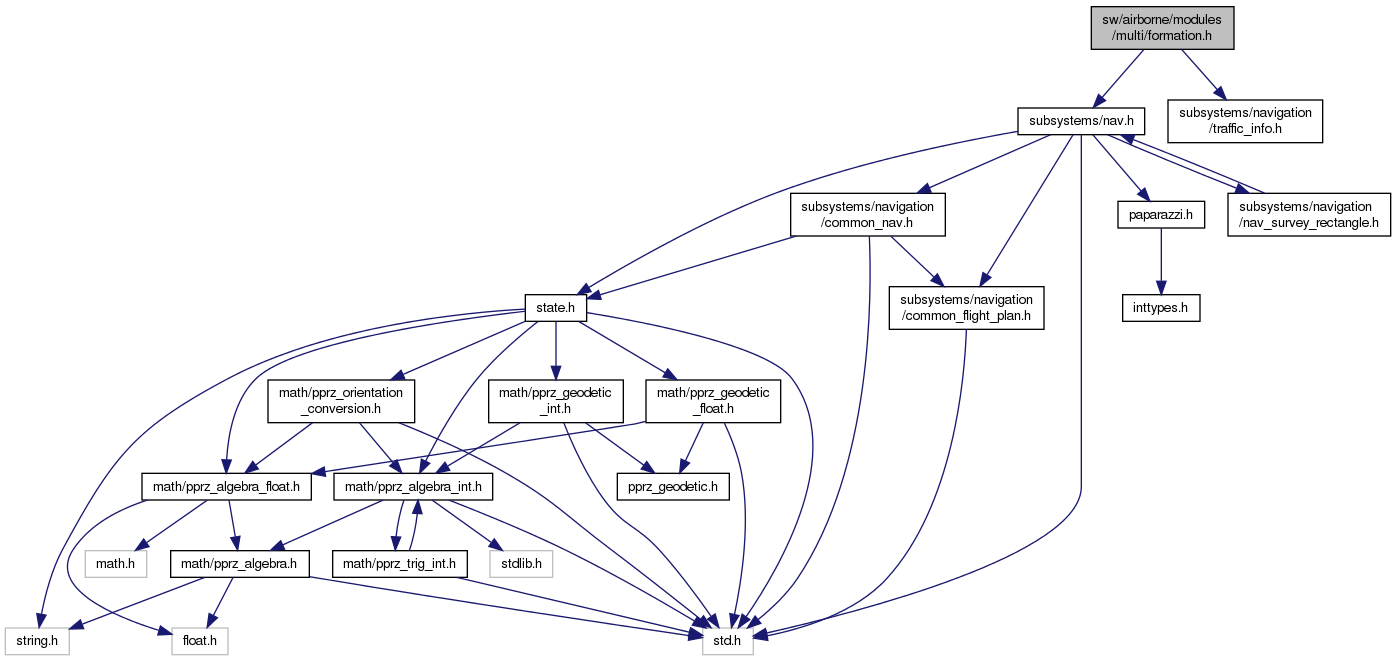 sw/airborne/modules
/multi/formation.h
subsystems/nav.h
subsystems/navigation
/traffic_info.h
subsystems/navigation
/common_nav.h
paparazzi.h
subsystems/navigation
/nav_survey_rectangle.h
state.h
subsystems/navigation
/common_flight_plan.h
inttypes.h
math/pprz_orientation
_conversion.h
math/pprz_geodetic
_int.h
math/pprz_geodetic
_float.h
math/pprz_algebra_float.h
math/pprz_algebra_int.h
pprz_geodetic.h
math.h
math/pprz_algebra.h
math/pprz_trig_int.h
stdlib.h
string.h
float.h
std.h